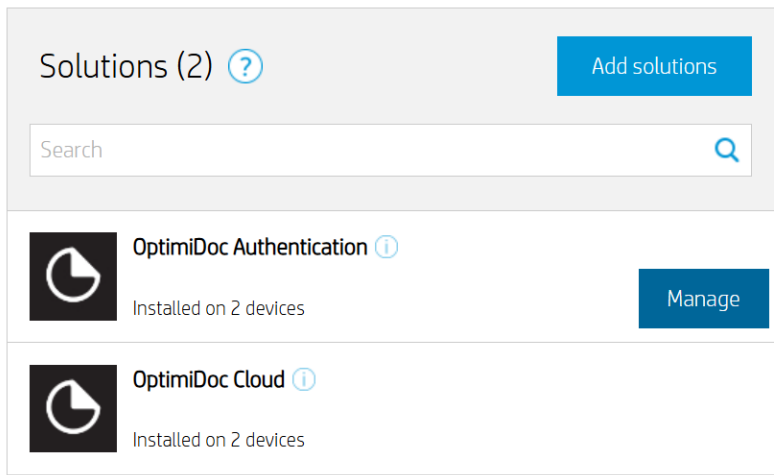 Solutions (2) ?
Add solutions
Search
OptimiDoc Authentication i
Installed on 2 devices
Manage
OptimiDoc Cloud i
Installed on 2 devices